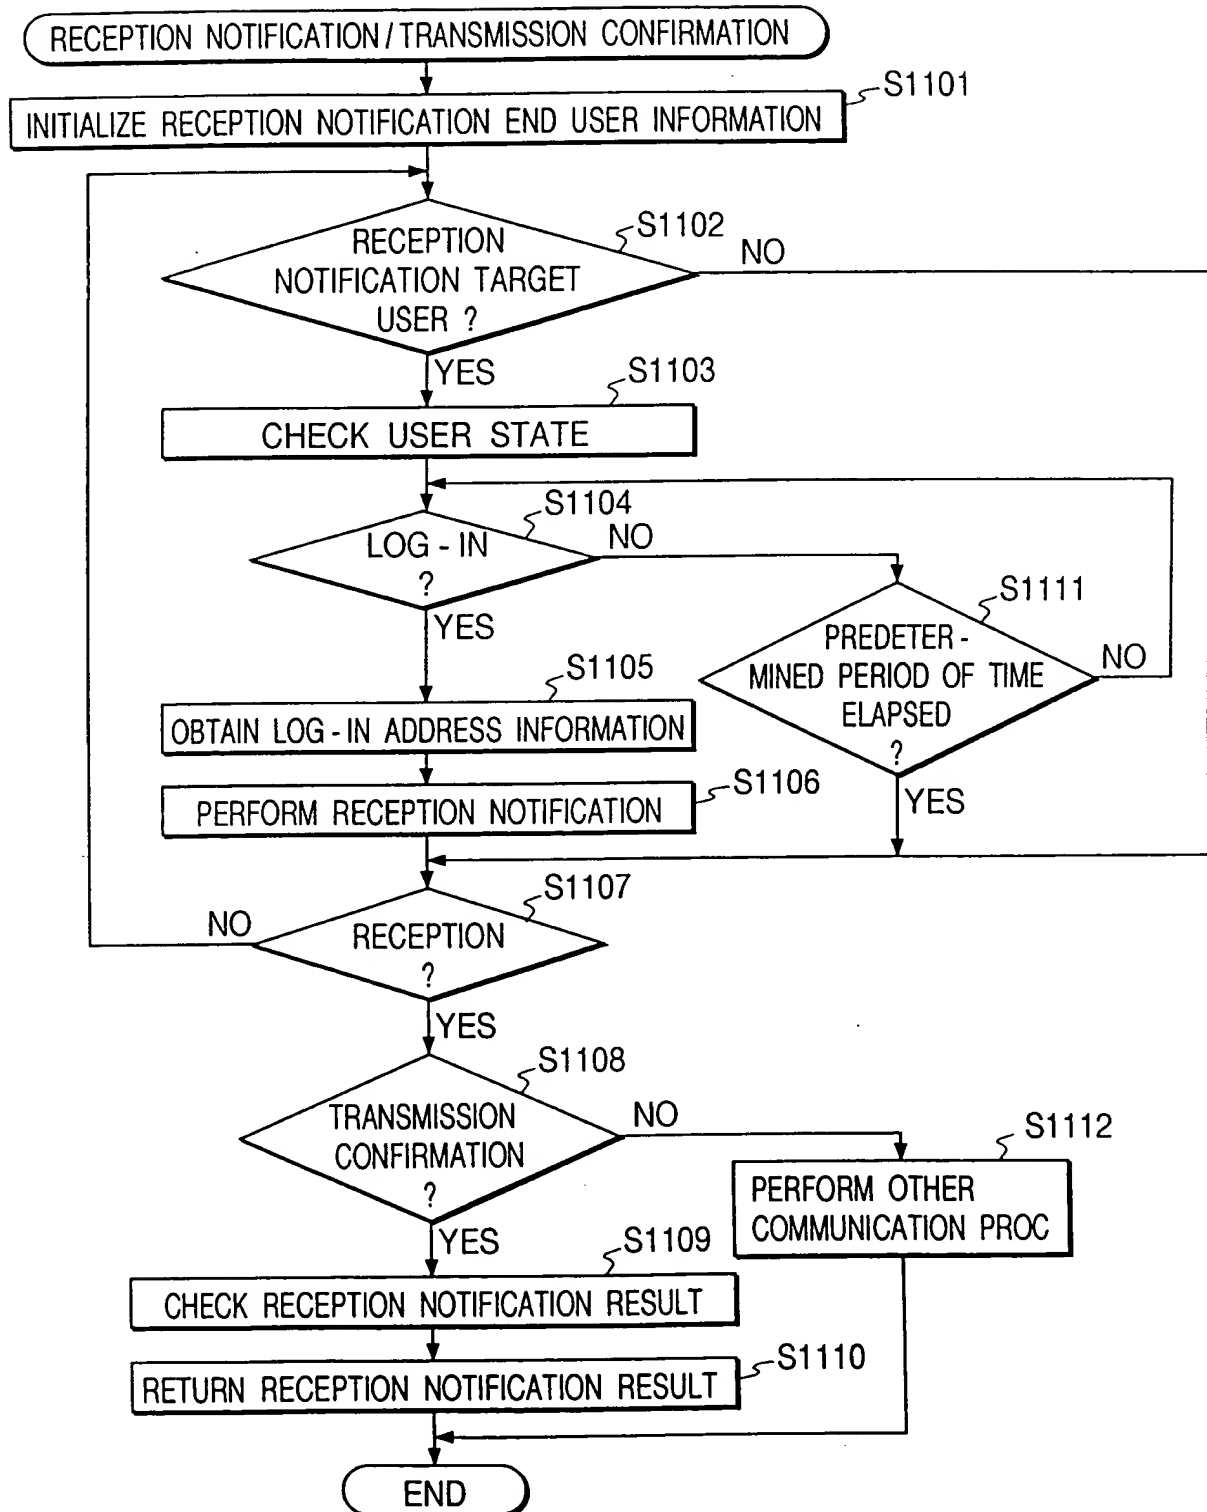 RECEPTION NOTIFICATION / TRANSMISSION CONFIRMATION
S1101
INITIALIZE RECEPTION NOTIFICATION END USER INFORMATION
S1102
RECEPTION
NOTIFICATION TARGET
USER ?
NO
YES
S1103
CHECK USER STATE
S1104
LOG - IN
?
NO
YES
S1111
PREDETER -
MINED PERIOD OF TIME
ELAPSED
?
NO
YES
S1105
OBTAIN LOG - IN ADDRESS INFORMATION
S1106
PERFORM RECEPTION NOTIFICATION
S1107
RECEPTION
?
NO
YES
S1108
TRANSMISSION
CONFIRMATION
?
NO
YES
S1112
PERFORM OTHER
COMMUNICATION PROC
S1109
CHECK RECEPTION NOTIFICATION RESULT
S1110
RETURN RECEPTION NOTIFICATION RESULT
END